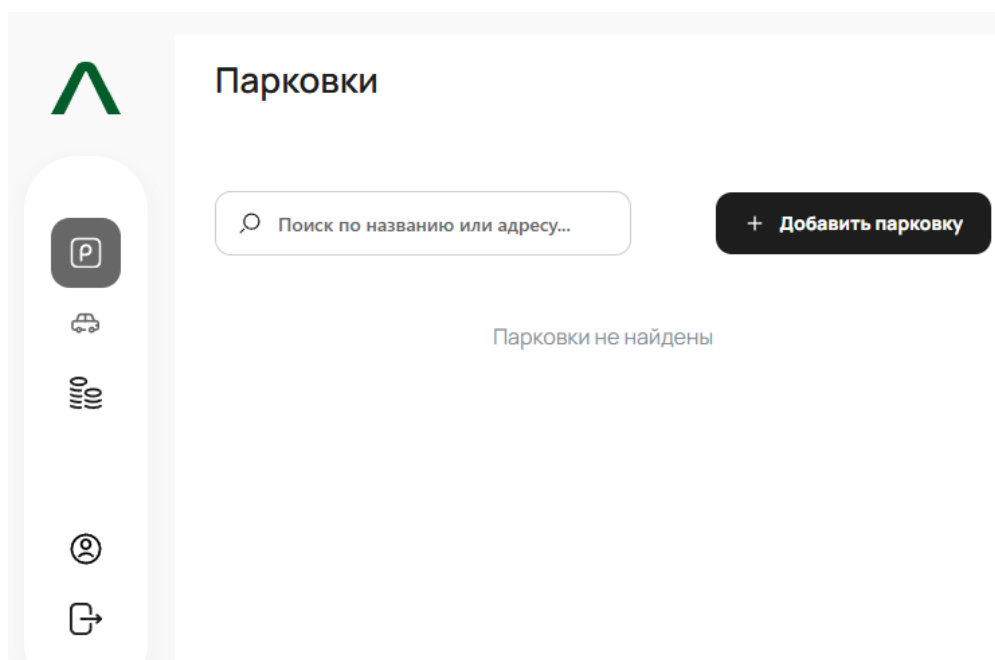 Парковки
Поиск по названию или адресу...
+ Добавить парковку
Парковки не найдены